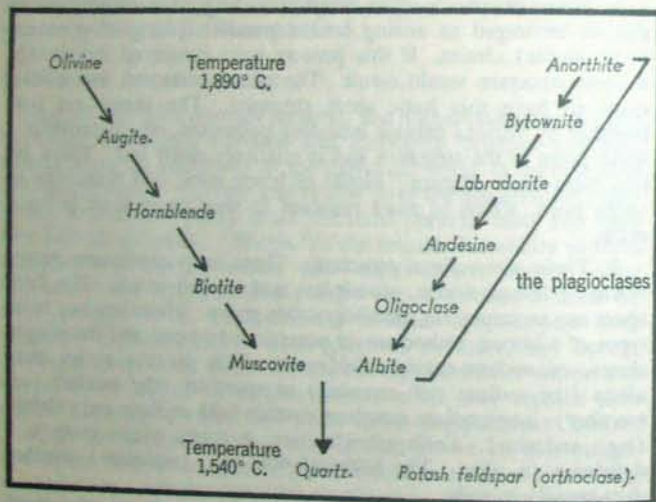 Olivine Temperature 1,890° C. Anorthite
Bytownite
Augite.
Labradorite
Hornblende
Andesine
Biotite
the plagioclases
Oligoclase
Muscovite Albite
Temperature 1,540° C.
Quartz. Potash feldspar (orthoclase).